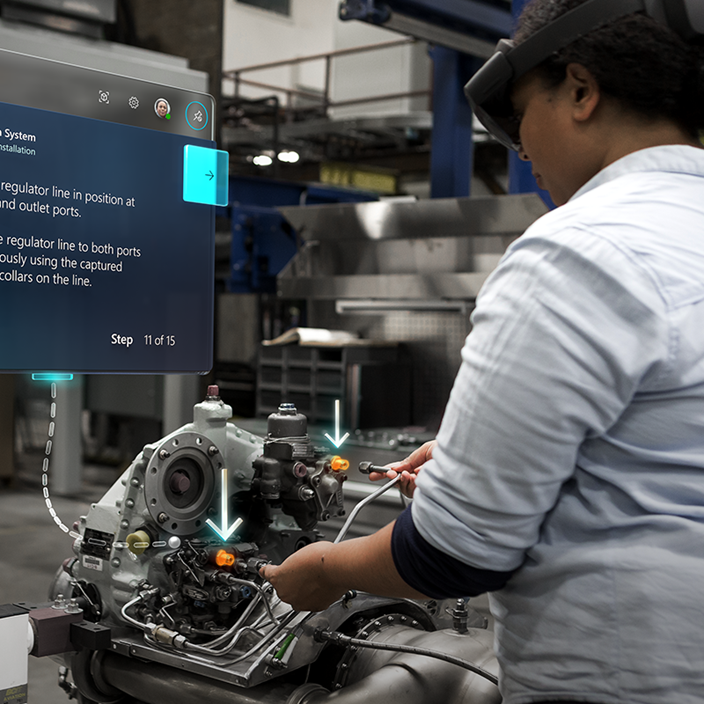 System
nstallation
regulator line in position at
nd outlet ports.
e regulator line to both ports
ously using the captured
collars on the line.
Step 11 of 15